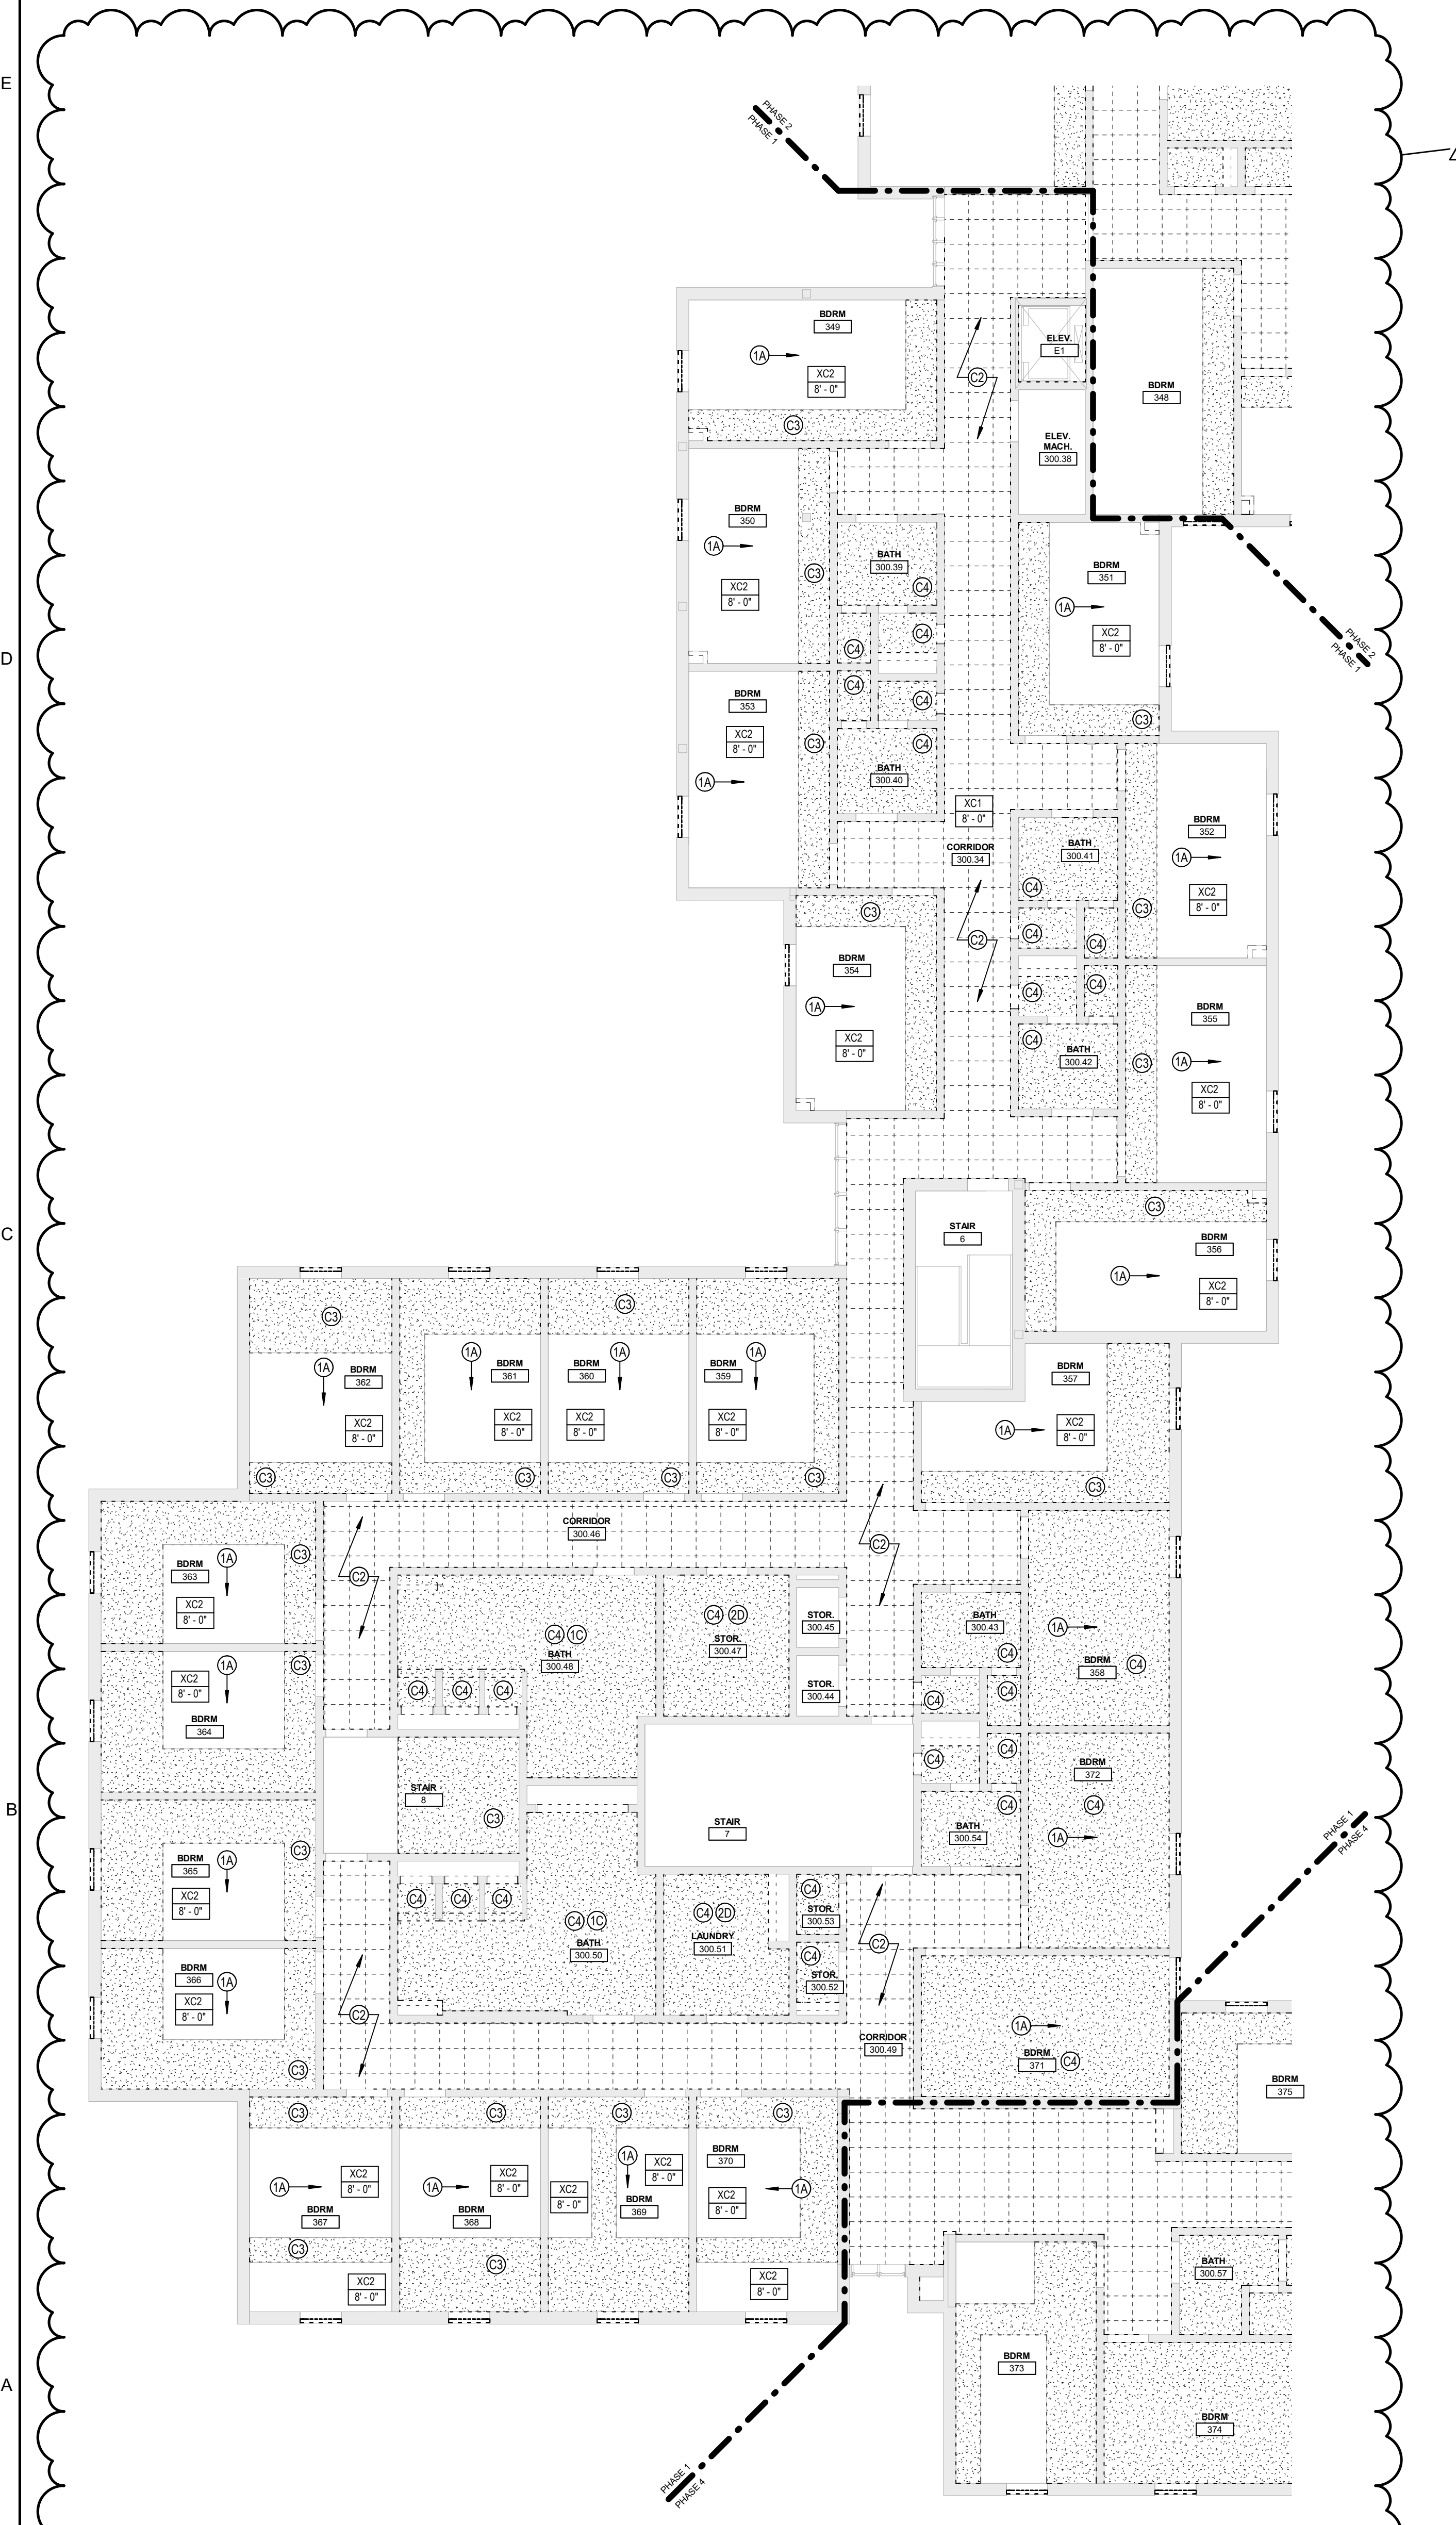 E
PHASE 2
PHASE 1
BDRM
349
1A
XC2
8' - 0"
C3
C2
ELEV.
E1
BDRM
348
ELEV.
MACH.
300.38
BDRM
350
1A
XC2
8' - 0"
C3
BATH
300.39
C4
C4
C4
BDRM
351
1A
XC2
8' - 0"
C3
PHASE 2
PHASE 1
D
BDRM
353
XC2
8' - 0"
1A
C3
C4
C4
C4
BATH
300.40
XC1
8' - 0"
CORRIDOR
300.34
C2
BATH
300.41
C4
C4
C4
BDRM
352
1A
XC2
8' - 0"
C3
C3
BDRM
354
1A
XC2
8' - 0"
C4
C4
C4
BATH
300.42
BDRM
355
1A
XC2
8' - 0"
C3
C
STAIR
6
C3
BDRM
356
1A
XC2
8' - 0"
C3
1A
BDRM
362
XC2
8' - 0"
C3
1A
BDRM
361
XC2
8' - 0"
C3
C3
BDRM
360
1A
XC2
8' - 0"
C3
BDRM
359
1A
XC2
8' - 0"
C3
BDRM
357
1A
XC2
8' - 0"
C3
CORRIDOR
300.46
C2
C2
BDRM
363
1A
C3
XC2
8' - 0"
C4
1C
BATH
300.48
C4
C4
C4
C4
2D
STOR.
300.47
STOR.
300.45
STOR.
300.44
BATH
300.43
C4
C4
C4
1A
BDRM
358
C4
XC2
8' - 0"
1A
C3
BDRM
364
C4
C4
C4
BATH
300.54
BDRM
372
C4
1A
B
STAIR
8
C3
STAIR
7
PHASE 1
PHASE 4
BDRM
365
1A
C3
XC2
8' - 0"
C4
C4
C4
C4
1C
BATH
300.50
C4
2D
LAUNDRY
300.51
C4
STOR.
300.53
C4
STOR.
300.52
C2
C2
BDRM
366
1A
XC2
8' - 0"
C3
CORRIDOR
300.49
1A
BDRM
371
C4
BDRM
375
C3
1A
XC2
8' - 0"
BDRM
367
C3
XC2
8' - 0"
C3
1A
XC2
8' - 0"
BDRM
368
C3
C3
XC2
8' - 0"
1A
XC2
8' - 0"
BDRM
369
C3
BDRM
370
XC2
8' - 0"
1A
XC2
8' - 0"
BATH
300.57
BDRM
373
A
BDRM
374
PHASE 1
PHASE 4